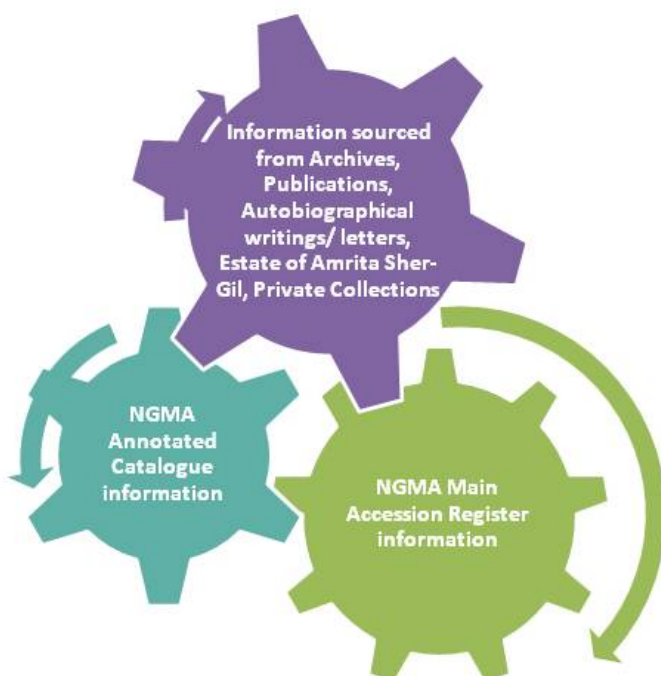 Information sourced
from Archives,
Publications,
Autobiographical
writings/ letters,
Estate of Amrita Sher-
Gil, Private Collections
NGMA
Annotated
Catalogue
information
NGMA Main
Accession Register
information